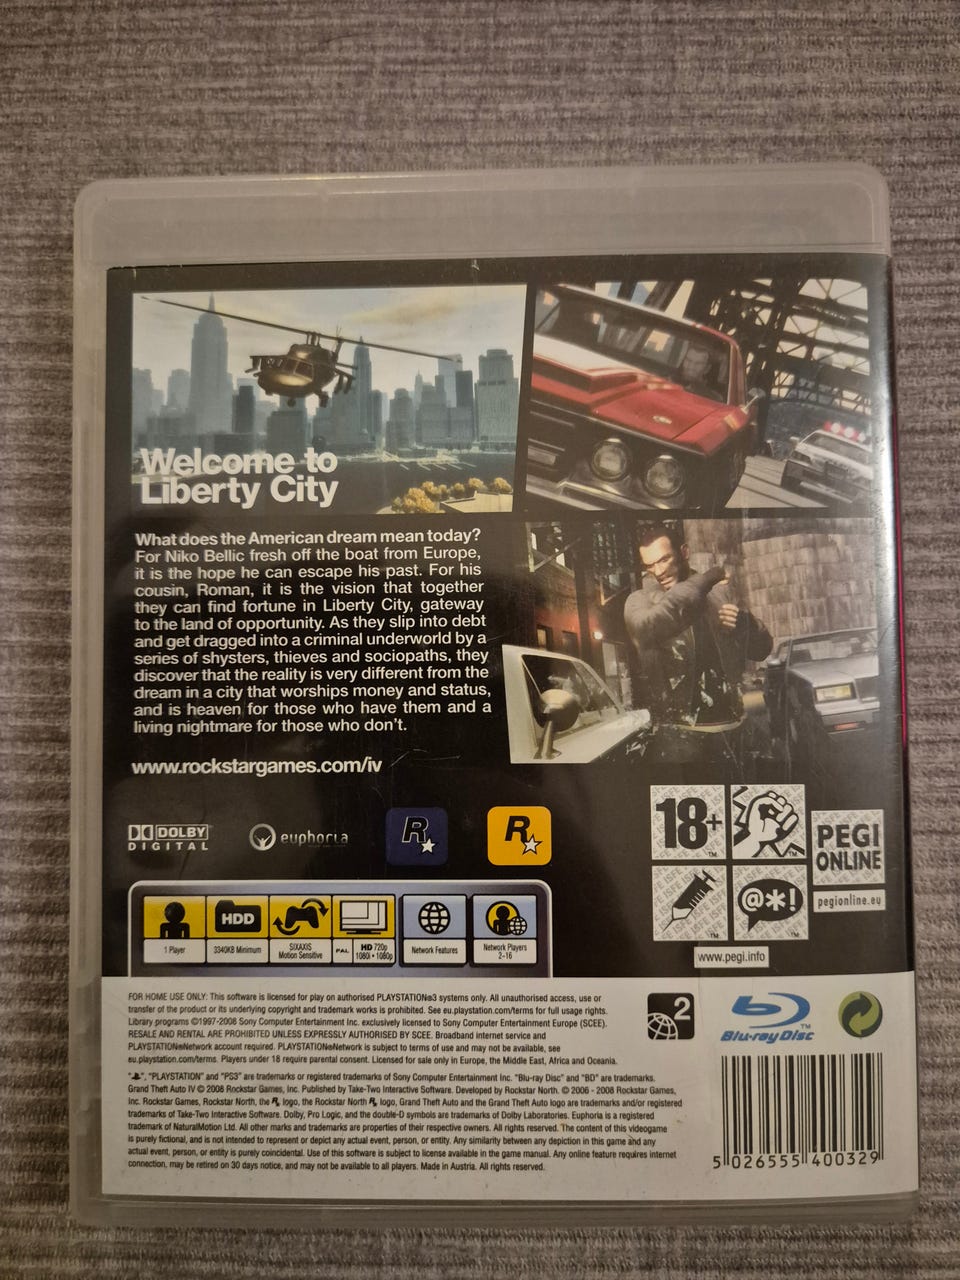 Welcome to
Liberty City
What does the American dream mean today?
For Niko Bellic fresh off the boat from Europe,
it is the hope he can escape his past. For his
cousin, Roman, it is the vision that together
they can find fortune in Liberty City, gateway
to the land of opportunity. As they slip into debt
and get dragged into a criminal underworld by a
series of shysters, thieves and sociopaths, they
discover that the reality is very different from the
dream in a city that worships money and status,
and is heaven for those who have them and a
living nightmare for those who don't.
www.rockstargames.com/iv
DOLBY
DIGITAL
euphoria
R
R
18+
PEGI
ONLINE
pegionline.eu
@*!
www.pegi.info
1 Player
HDD
3340KB Minimum
SIXAXIS
Motion Sensitive
PAL
HD 720p
1080i • 1080p
Network Features
Network Players
2-16
FOR HOME USE ONLY: This software is licensed for play on authorised PLAYSTATION®3 systems only. All unauthorised access, use or
transfer of the product or its underlying copyright and trademark works is prohibited. See eu.playstation.com/terms for full usage rights.
Library programs ©1997-2008 Sony Computer Entertainment Inc. exclusively licensed to Sony Computer Entertainment Europe (SCEE).
RESALE AND RENTAL ARE PROHIBITED UNLESS EXPRESSLY AUTHORISED BY SCEE. Broadband internet service and
PLAYSTATION®Network account required. PLAYSTATION®Network is subject to terms of use and may not be available, see
eu.playstation.com/terms. Players under 18 require parental consent. Licensed for sale only in Europe, the Middle East, Africa and Oceania.
2
Blu-ray Disc™
" ", "PLAYSTATION" and "PS3" are trademarks or registered trademarks of Sony Computer Entertainment Inc. "Blu-ray Disc" and "BD" are trademarks.
Grand Theft Auto IV © 2008 Rockstar Games, Inc. Published by Take-Two Interactive Software. Developed by Rockstar North. © 2006 - 2008 Rockstar Games,
Inc. Rockstar Games, Rockstar North, the R logo, the Rockstar North R logo, Grand Theft Auto and the Grand Theft Auto logo are trademarks and/or registered
trademarks of Take-Two Interactive Software. Dolby, Pro Logic, and the double-D symbols are trademarks of Dolby Laboratories. Euphoria is a registered
trademark of NaturalMotion Ltd. All other marks and trademarks are properties of their respective owners. All rights reserved. The content of this videogame
is purely fictional, and is not intended to represent or depict any actual event, person, or entity. Any similarity between any depiction in this game and any
actual event, person, or entity is purely coincidental. Use of this software is subject to license available in the game manual. Any online feature requires internet
connection, may be retired on 30 days notice, and may not be available to all players. Made in Austria. All rights reserved.
5 026555 400329